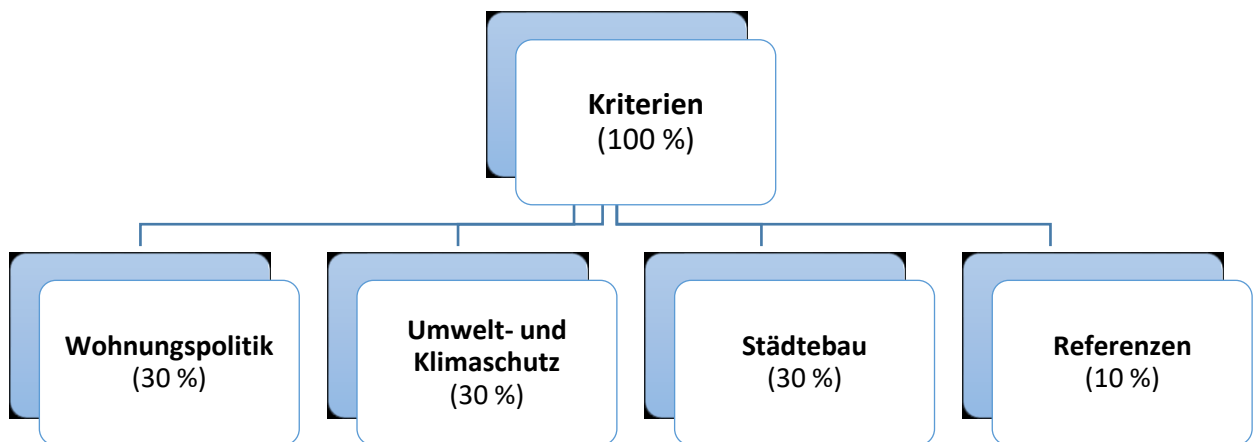 Kriterien
(100 %)
Wohnungspolitik
(30 %)
Umwelt- und
Klimaschutz
(30 %)
Städtebau
(30 %)
Referenzen
(10 %)